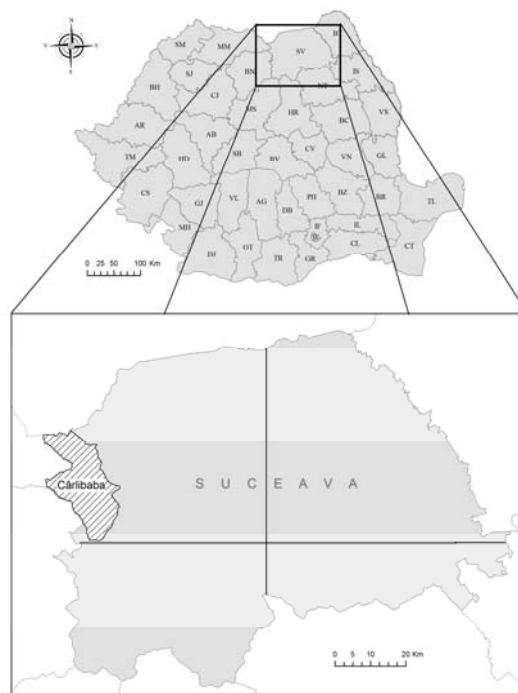 N
V E
S
SM MM SV
SJ BN NT IS
BH CJ
MS HR BC VS
AR AB
TM HD SB BV CV VN GL
CS GJ VL AG PH BZ BR TL
DB
MH IF IL
DJ OT TR GR CL CT
0 25 50 100 Km
Cârlibaba
S U C E A V A
0 5 10 20 Km